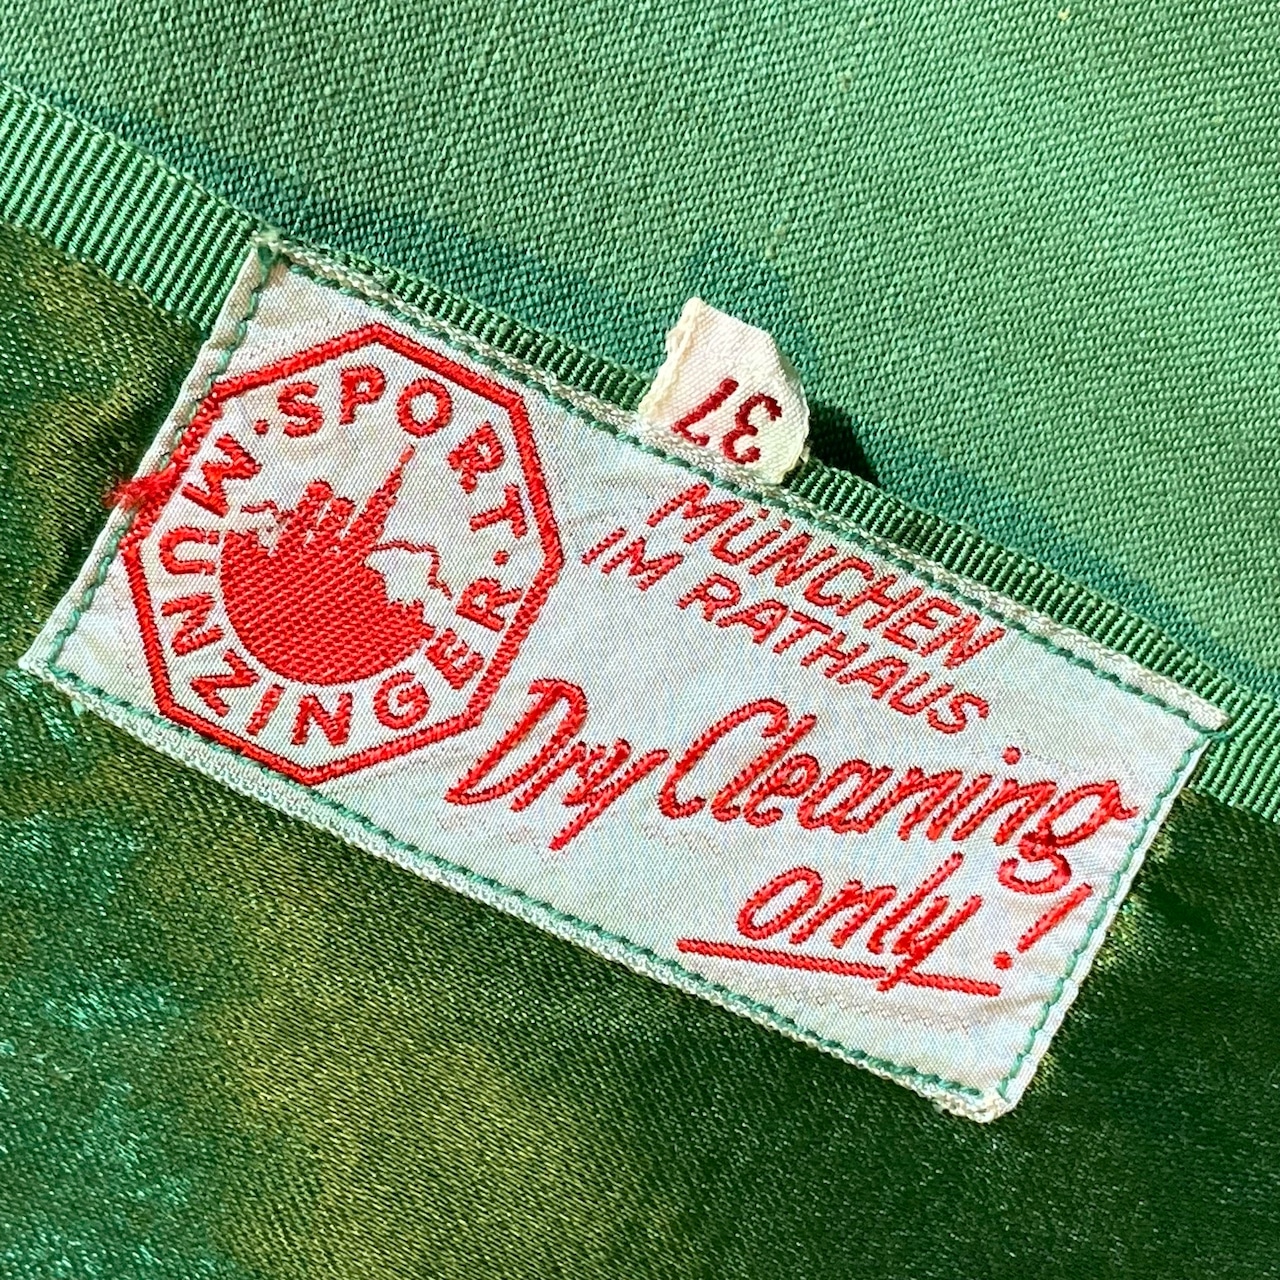 37
SPORT · MÜNZINGER · M
MÜNCHEN
IM RATHAUS
Dry Cleaning
only!